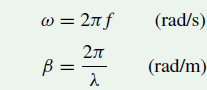 ω = 2πf (rad/s)
β = 2π/λ (rad/m)